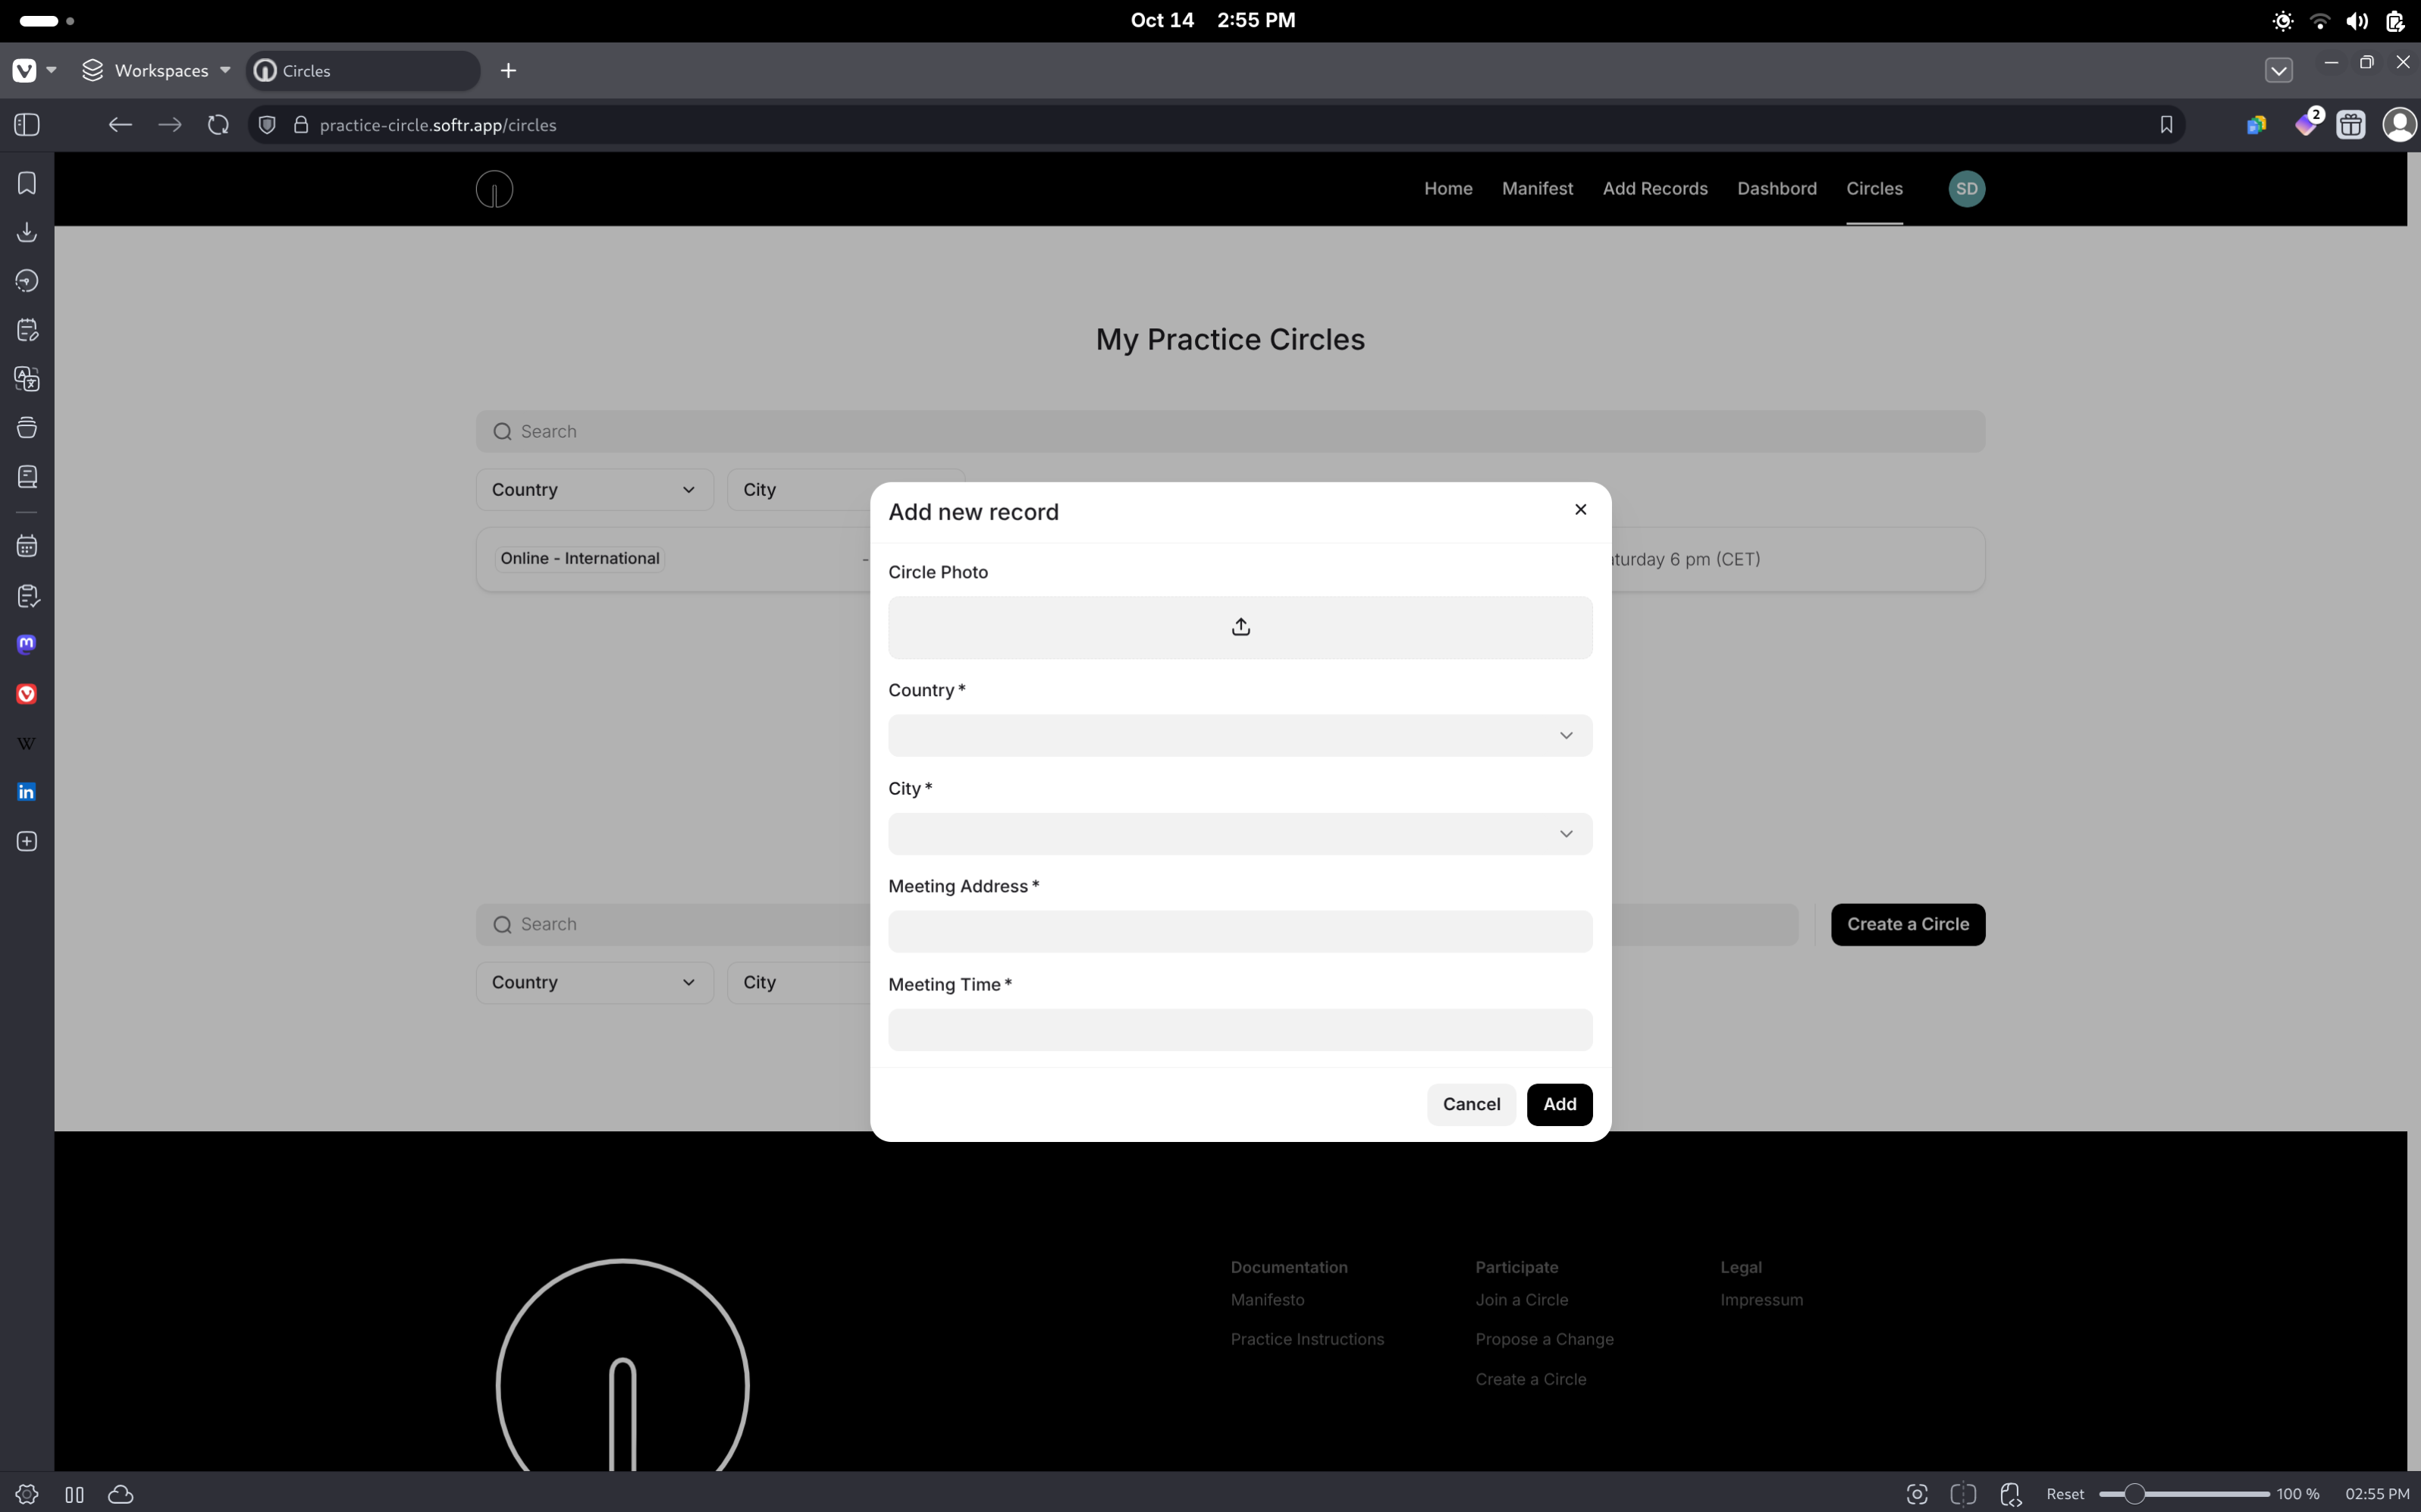 Oct 14 2:55 PM
Workspaces Circles
practice-circle.softr.app/circles
2
Home Manifest Add Records Dashbord Circles SD
My Practice Circles
Search
Country City
Online - International - turday 6 pm (CET)
Add new record
Circle Photo
Country *
City *
Meeting Address *
Meeting Time *
Cancel Add
Search Create a Circle
Country City
Documentation Participate Legal
Manifesto Join a Circle Impressum
Practice Instructions Propose a Change
Create a Circle
Reset 100 % 02:55 PM